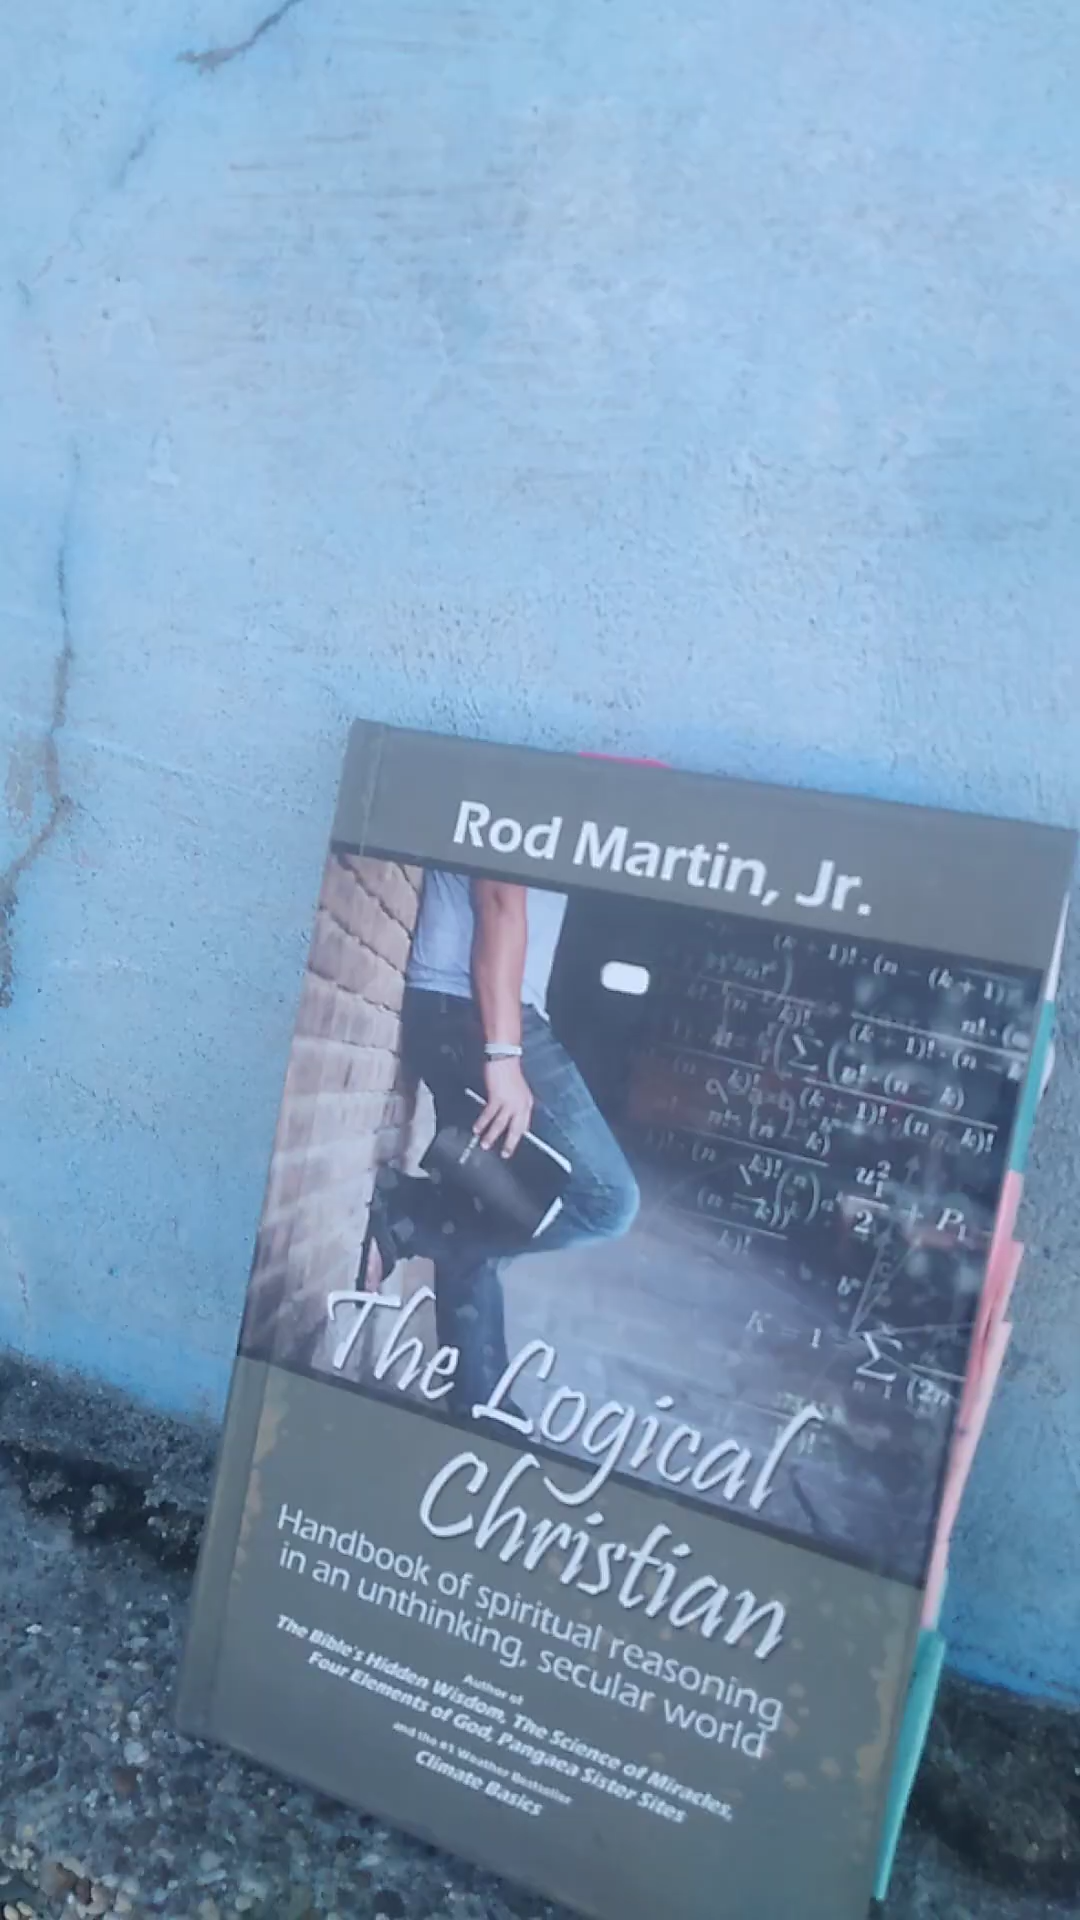 Rod Martin, Jr.
The Logical
Christian
Handbook of spiritual reasoning
in an unthinking, secular world
Author of
The Bible's Hidden Wisdom, The Science of Miracles,
Four Elements of God, Pangaea Sister Sites
and the #1 Weather Bestseller
Climate Basics